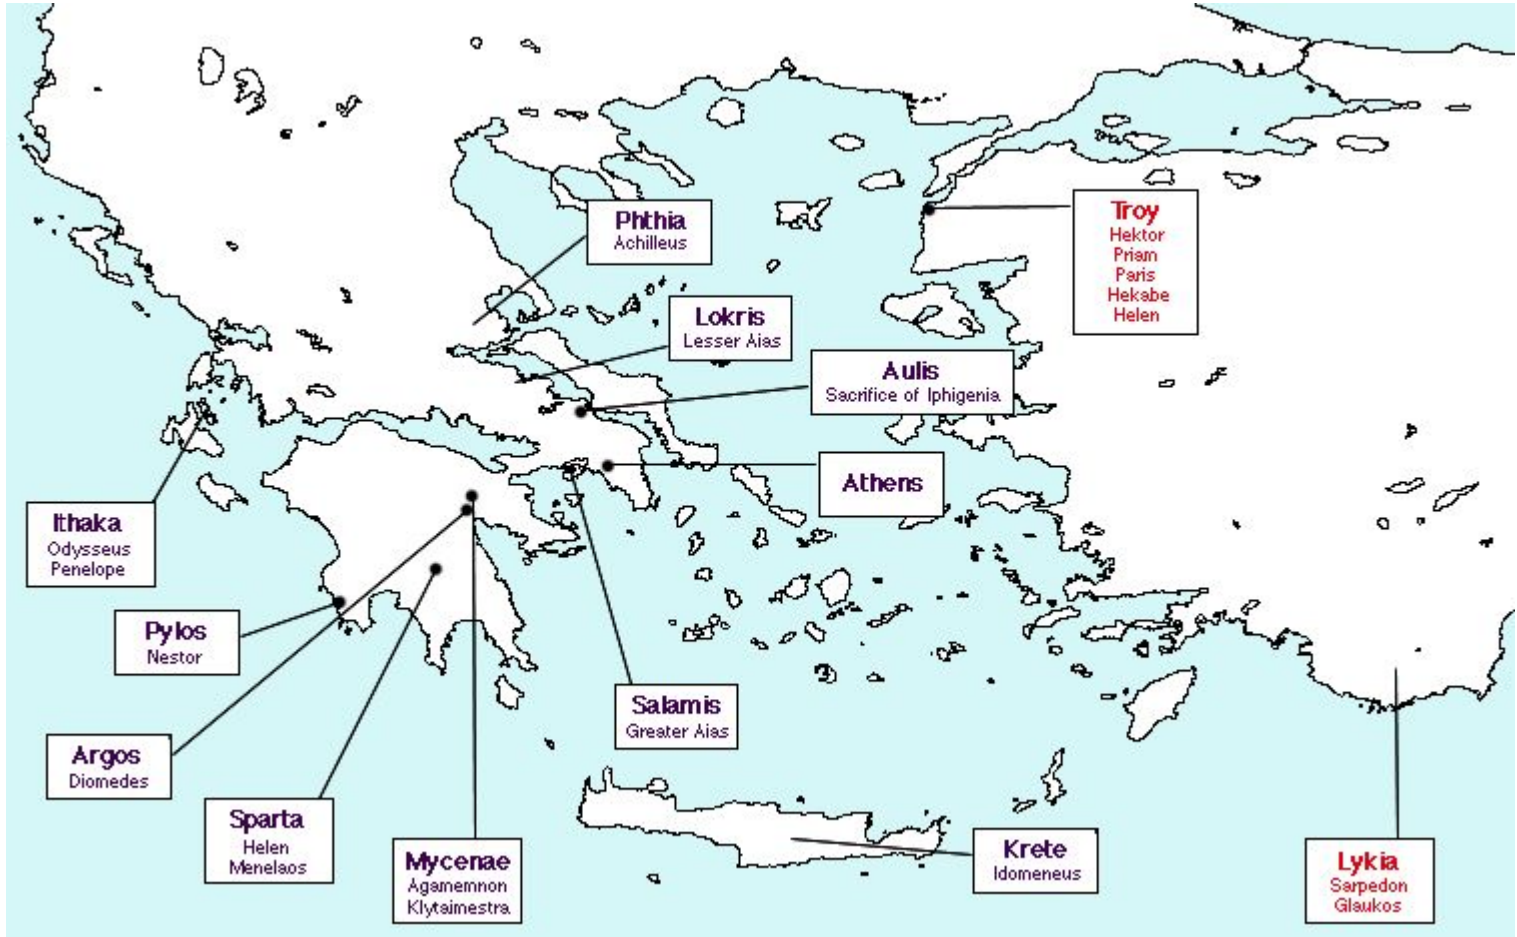 Phthia
Achilleus
Troy
Hektor
Priam
Paris
Hekabe
Helen
Lokris
Lesser Aias
Aulis
Sacrifice of Iphigenia
Athens
Ithaka
Odysseus
Penelope
Pylos
Nestor
Salamis
Greater Aias
Argos
Diomedes
Sparta
Helen
Menelaos
Mycenae
Agamemnon
Klytaimestra
Krete
Idomeneus
Lykia
Sarpedon
Glaukos